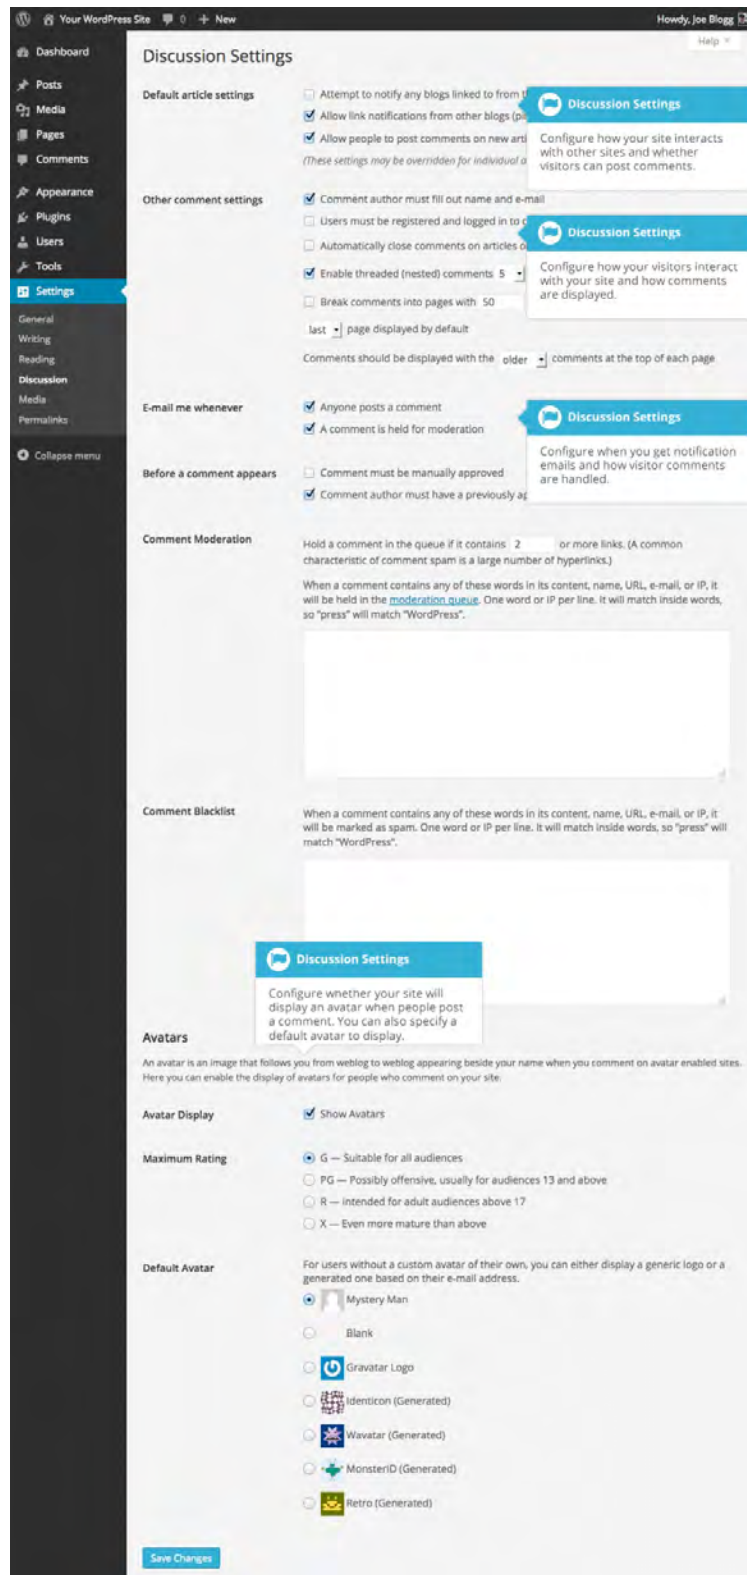 Your WordPress Site 0 + New Howdy, Joe Blogg
Help
Dashboard
Posts
Media
Pages
Comments
Appearance
Plugins
Users
Tools
Settings
General
Writing
Reading
Discussion
Media
Permalinks
Collapse menu
Discussion Settings
Default article settings
Attempt to notify any blogs linked to from
Allow link notifications from other blogs
Allow people to post comments on new
(These settings may be overridden for individual
Discussion Settings
Configure how your site interacts
with other sites and whether
visitors can post comments.
Other comment settings
Comment author must fill out name and e-mail
Users must be registered and logged in to
Automatically close comments on articles
Enable threaded (nested) comments 5
Break comments into pages with 50
last page displayed by default
Comments should be displayed with the older comments at the top of each page
Discussion Settings
Configure how your visitors interact
with your site and how comments
are displayed.
E-mail me whenever
Anyone posts a comment
A comment is held for moderation
Discussion Settings
Configure when you get notification
emails and how visitor comments
are handled.
Before a comment appears
Comment must be manually approved
Comment author must have a previously
Comment Moderation
Hold a comment in the queue if it contains 2 or more links. (A common
characteristic of comment spam is a large number of hyperlinks.)
When a comment contains any of these words in its content, name, URL, e-mail, or IP, it
will be held in the moderation queue. One word or IP per line. It will match inside words,
so "press" will match "WordPress".
Comment Blacklist
When a comment contains any of these words in its content, name, URL, e-mail, or IP, it
will be marked as spam. One word or IP per line. It will match inside words, so "press" will
match "WordPress".
Discussion Settings
Configure whether your site will
display an avatar when people post
a comment. You can also specify a
default avatar to display.
Avatars
An avatar is an image that follows you from weblog to weblog appearing beside your name when you comment on avatar enabled sites.
Here you can enable the display of avatars for people who comment on your site.
Avatar Display
Show Avatars
Maximum Rating
G — Suitable for all audiences
PG — Possibly offensive, usually for audiences 13 and above
R — Intended for adult audiences above 17
X — Even more mature than above
Default Avatar
For users without a custom avatar of their own, you can either display a generic logo or a
generated one based on their e-mail address.
Mystery Man
Blank
Gravatar Logo
Identicon (Generated)
Wavatar (Generated)
MonsterID (Generated)
Retro (Generated)
Save Changes